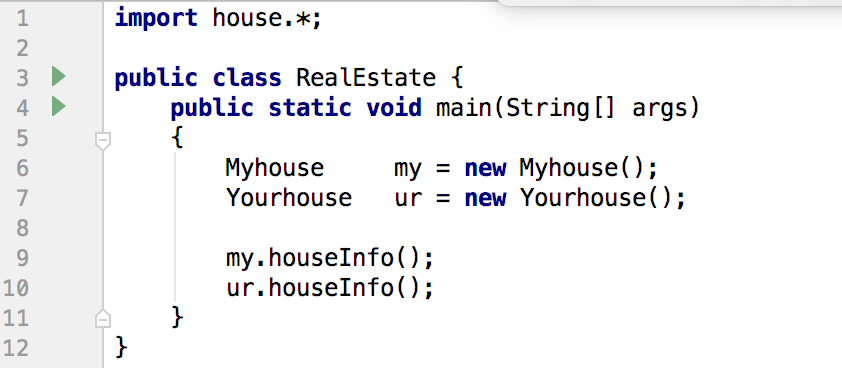 1 import house.*;
2
3 public class RealEstate {
4     public static void main(String[] args)
5     {
6         Myhouse     my = new Myhouse();
7         Yourhouse   ur = new Yourhouse();
8
9         my.houseInfo();
10         ur.houseInfo();
11     }
12 }